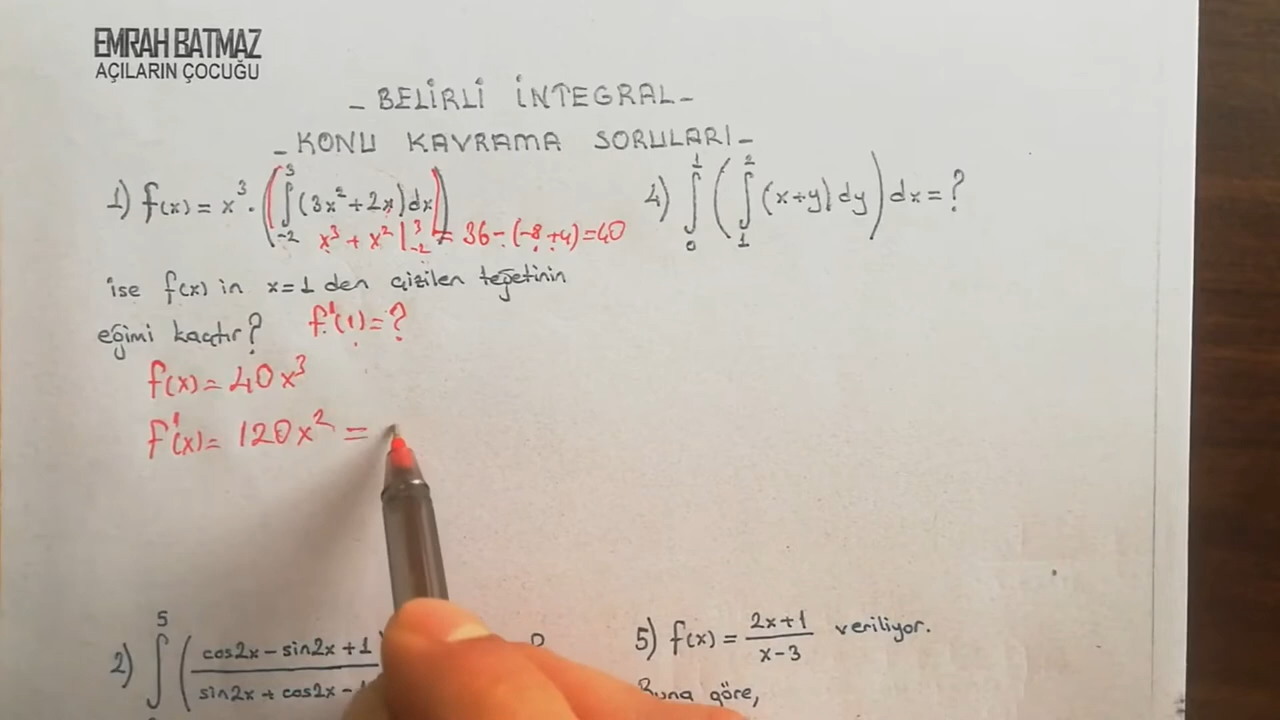 EMRAH BATMAZ
AÇILARIN ÇOCUĞU
- BELİRLİ İNTEGRAL -
- KONU KAVRAMA SORULARI -
1) f(x) = x³ · (∫₋₂³ (3x²+2x)dx)
x³ + x² |₋₂³ = 36 - (-8+4) = 40
ise f(x) in x=1 den çizilen teğetinin
eğimi kaçtır? f'(1) = ?
f(x) = 40x³
f'(x) = 120x² =
2) ∫ ⁵ ( cos2x - sin2x + 1
sin2x + cos2x -
4) ∫₀¹ ( ∫₁² (x+y) dy ) dx = ?
5) f(x) = 2x+1 / x-3 veriliyor.
Buna göre,